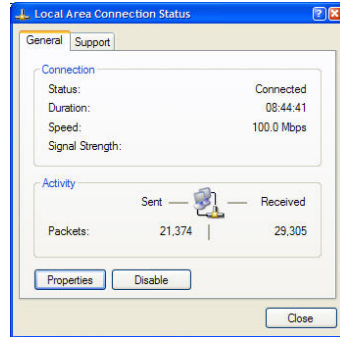 Local Area Connection Status
General Support
Connection
Status: Connected
Duration: 08:44:41
Speed: 100.0 Mbps
Signal Strength:
Activity
Sent Received
Packets: 21,374 29,305
Properties Disable
Close